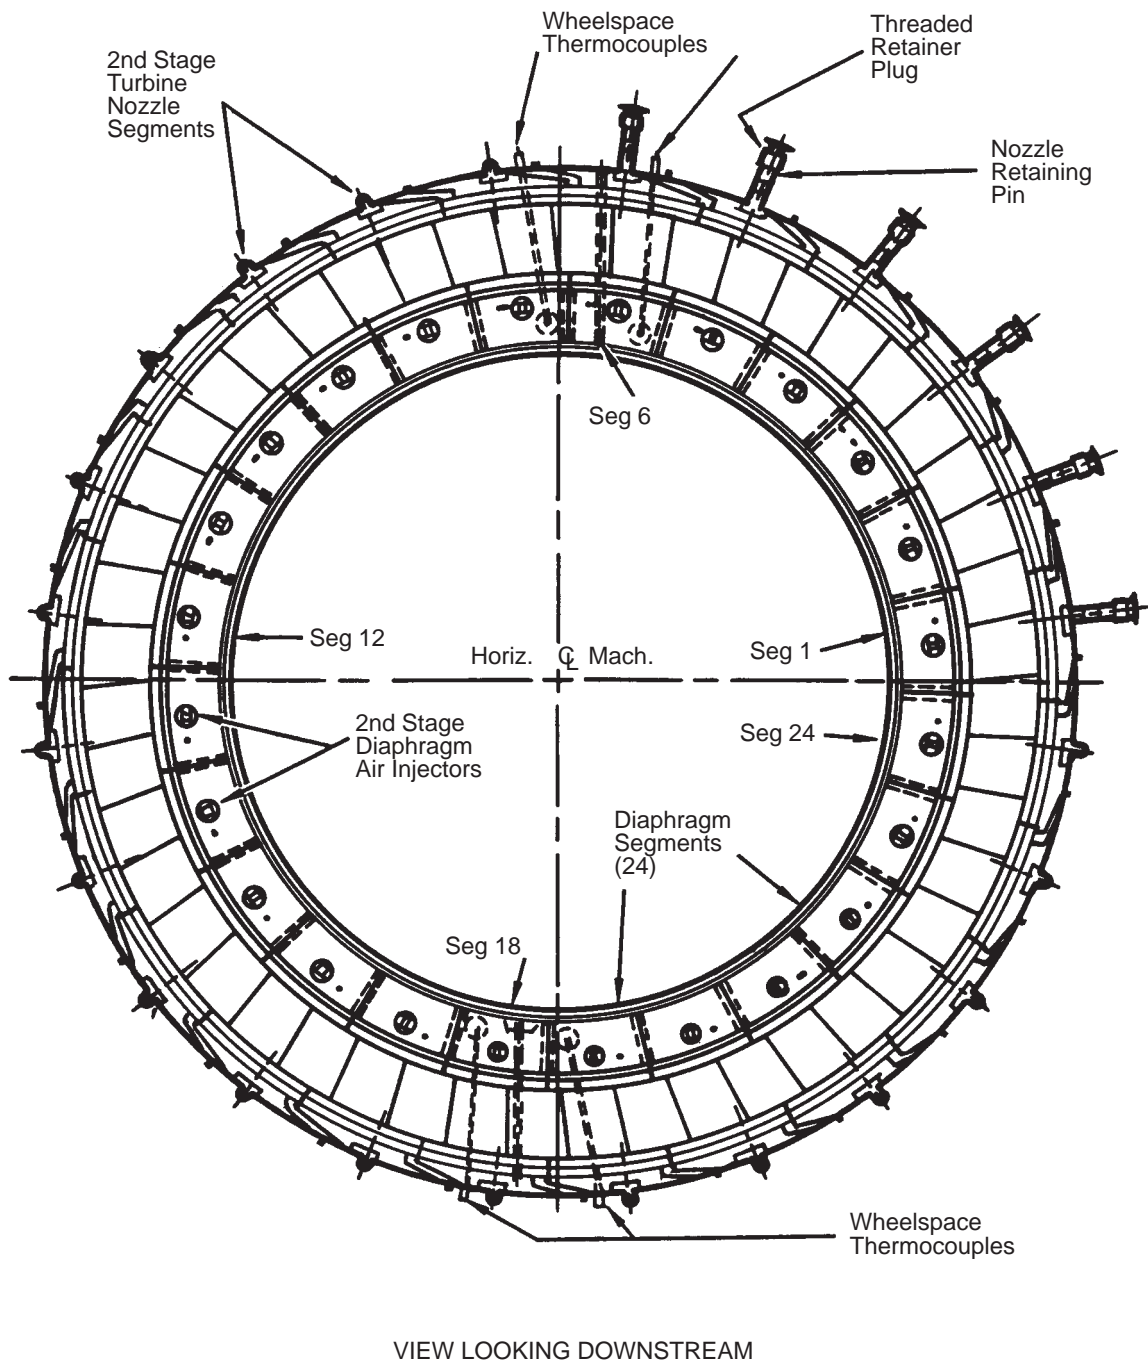 Wheelspace
Thermocouples
Threaded
Retainer
Plug
2nd Stage
Turbine
Nozzle
Segments
Nozzle
Retaining
Pin
Seg 6
Seg 12
Horiz. ℄ Mach.
Seg 1
2nd Stage
Diaphragm
Air Injectors
Seg 24
Diaphragm
Segments
(24)
Seg 18
Wheelspace
Thermocouples
VIEW LOOKING DOWNSTREAM